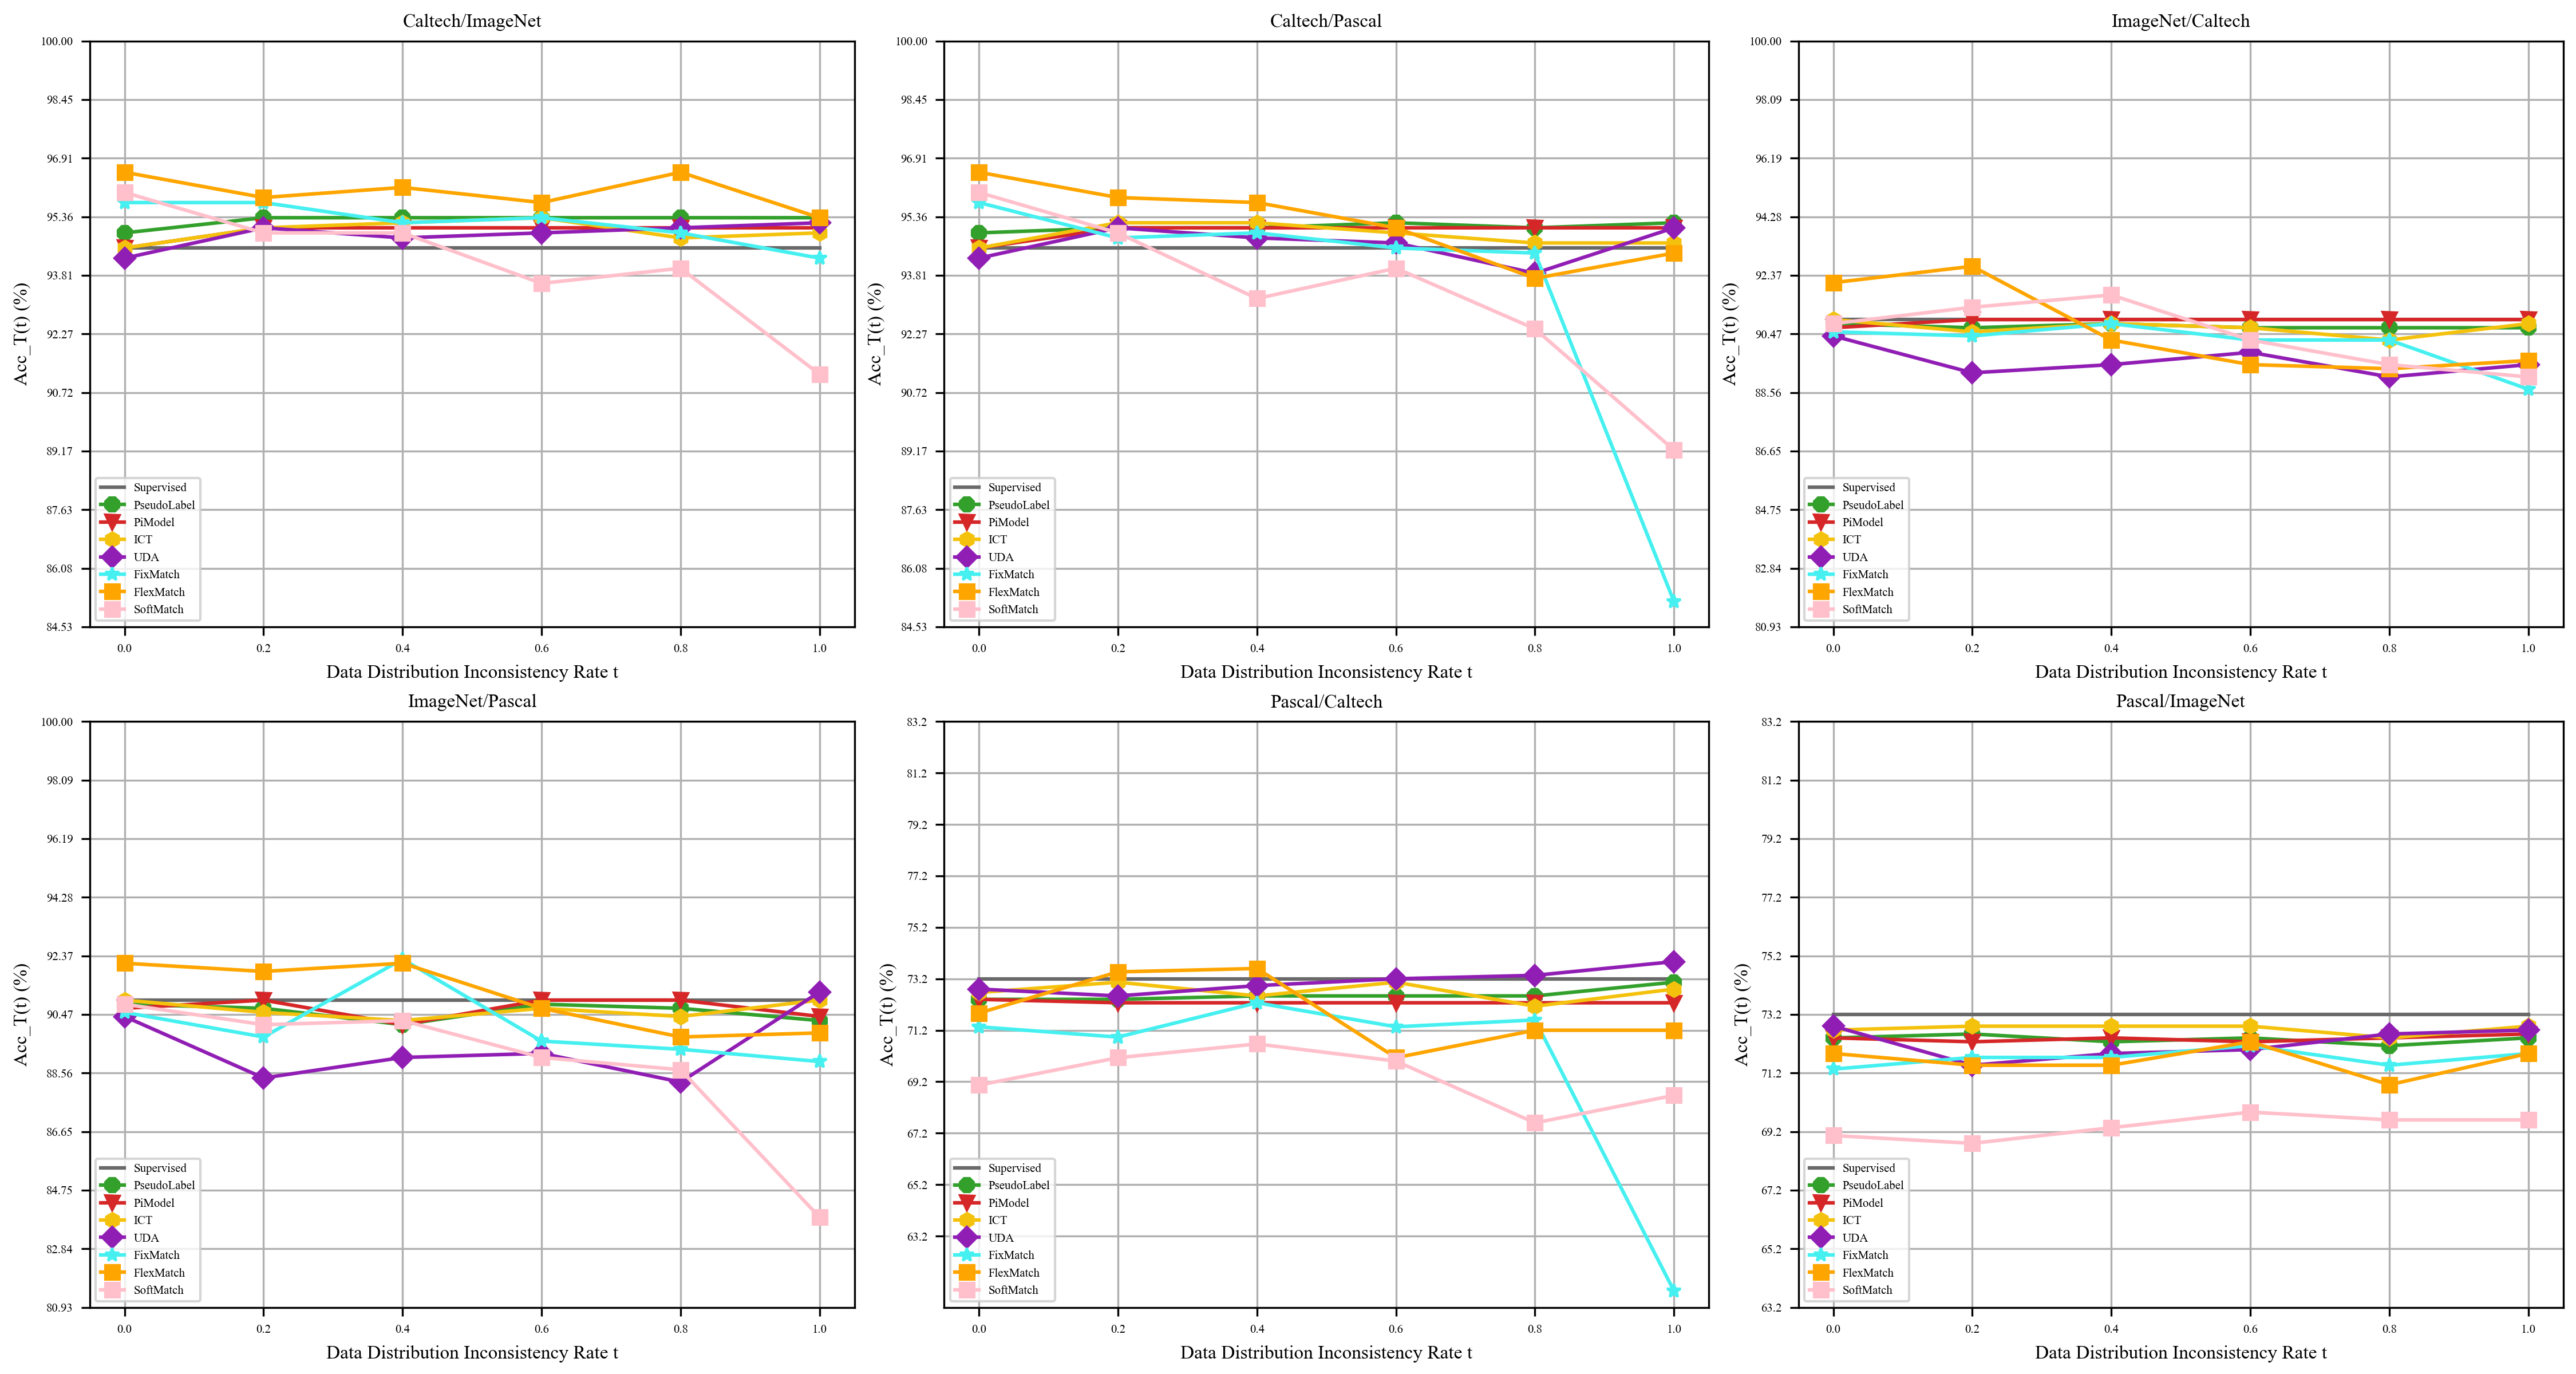 Caltech/ImageNet
Acc_T(t) (%)
100.00
98.45
96.91
95.36
93.81
92.27
90.72
89.17
87.63
86.08
84.53
Supervised
PseudoLabel
PiModel
ICT
UDA
FixMatch
FlexMatch
SoftMatch
0.0 0.2 0.4 0.6 0.8 1.0
Data Distribution Inconsistency Rate t
Caltech/Pascal
Acc_T(t) (%)
100.00
98.45
96.91
95.36
93.81
92.27
90.72
89.17
87.63
86.08
84.53
Supervised
PseudoLabel
PiModel
ICT
UDA
FixMatch
FlexMatch
SoftMatch
0.0 0.2 0.4 0.6 0.8 1.0
Data Distribution Inconsistency Rate t
ImageNet/Caltech
Acc_T(t) (%)
100.00
98.09
96.19
94.28
92.37
90.47
88.56
86.65
84.75
82.84
80.93
Supervised
PseudoLabel
PiModel
ICT
UDA
FixMatch
FlexMatch
SoftMatch
0.0 0.2 0.4 0.6 0.8 1.0
Data Distribution Inconsistency Rate t
ImageNet/Pascal
Acc_T(t) (%)
100.00
98.09
96.19
94.28
92.37
90.47
88.56
86.65
84.75
82.84
80.93
Supervised
PseudoLabel
PiModel
ICT
UDA
FixMatch
FlexMatch
SoftMatch
0.0 0.2 0.4 0.6 0.8 1.0
Data Distribution Inconsistency Rate t
Pascal/Caltech
Acc_T(t) (%)
83.2
81.2
79.2
77.2
75.2
73.2
71.2
69.2
67.2
65.2
63.2
Supervised
PseudoLabel
PiModel
ICT
UDA
FixMatch
FlexMatch
SoftMatch
0.0 0.2 0.4 0.6 0.8 1.0
Data Distribution Inconsistency Rate t
Pascal/ImageNet
Acc_T(t) (%)
83.2
81.2
79.2
77.2
75.2
73.2
71.2
69.2
67.2
65.2
63.2
Supervised
PseudoLabel
PiModel
ICT
UDA
FixMatch
FlexMatch
SoftMatch
0.0 0.2 0.4 0.6 0.8 1.0
Data Distribution Inconsistency Rate t